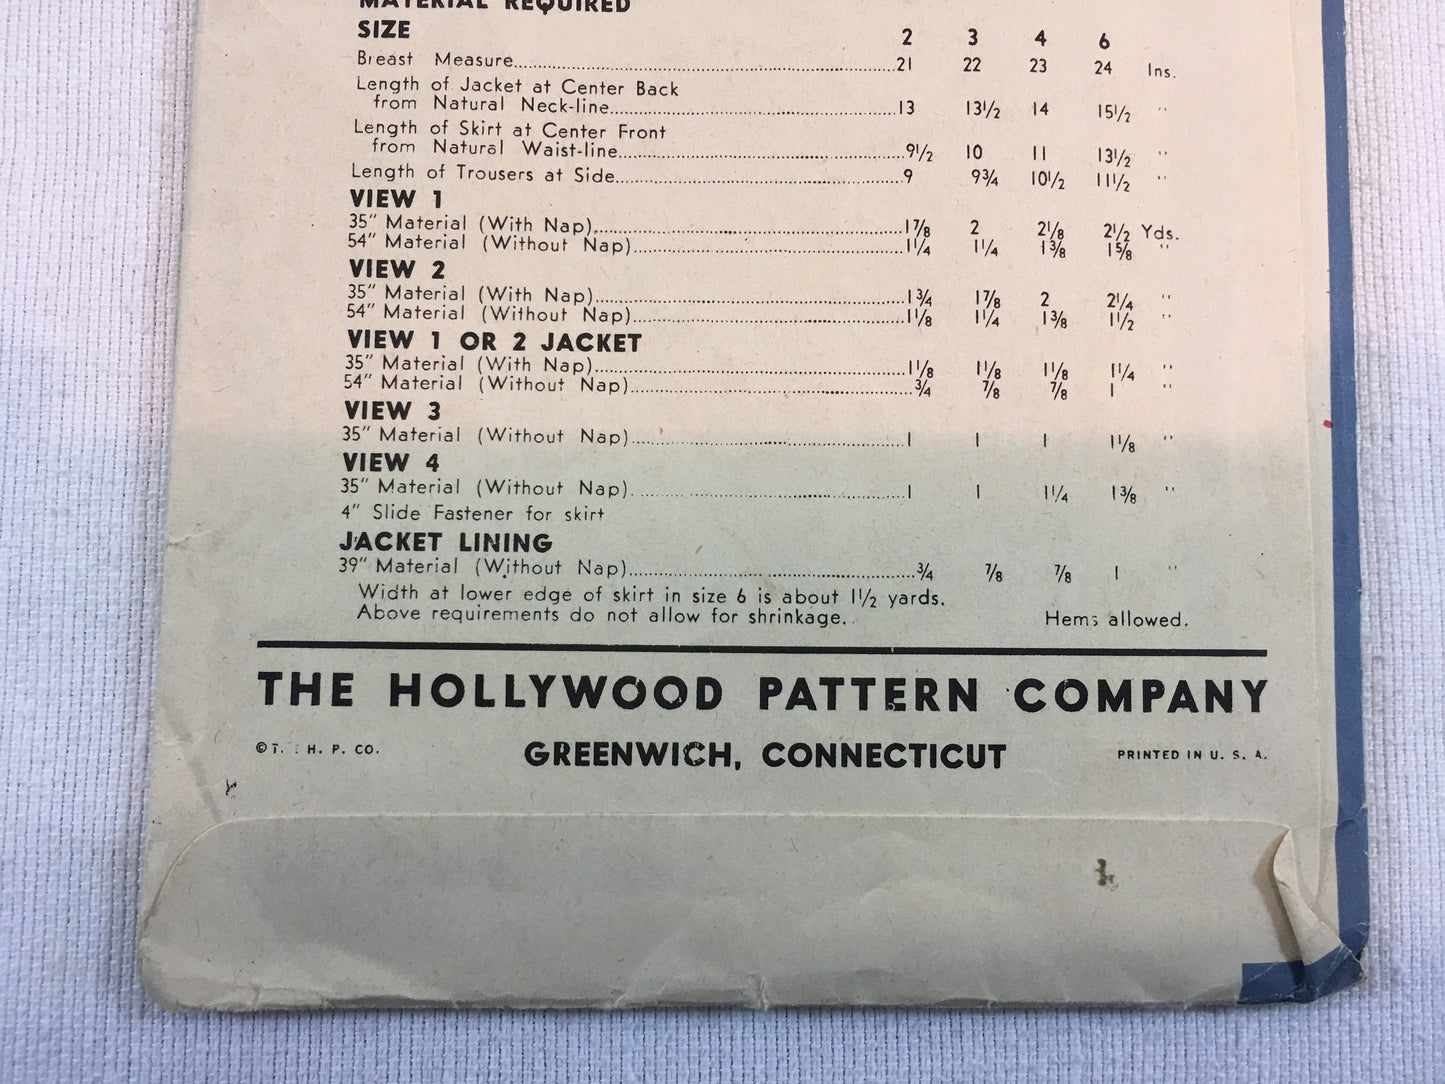 MATERIAL REQUIRED
SIZE 2 3 4 6
Breast Measure 21 22 23 24 Ins.
Length of Jacket at Center Back
from Natural Neck-line 13 13½ 14 15½ "
Length of Skirt at Center Front
from Natural Waist-line 9½ 10 11 13½ "
Length of Trousers at Side 9 9¾ 10½ 11½ "
VIEW 1
35" Material (With Nap) 1⅞ 2 2⅛ 2½ Yds.
54" Material (Without Nap) 1¼ 1¼ 1⅜ 1⅝ "
VIEW 2
35" Material (With Nap) 1¾ 1⅞ 2 2¼ "
54" Material (Without Nap) 1⅛ 1¼ 1⅜ 1½ "
VIEW 1 OR 2 JACKET
35" Material (With Nap) 1⅛ 1⅛ 1⅛ 1¼ "
54" Material (Without Nap) ¾ ⅞ ⅞ 1 "
VIEW 3
35" Material (Without Nap) 1 1 1 1⅛ "
VIEW 4
35" Material (Without Nap) 1 1 1¼ 1⅜ "
4" Slide Fastener for skirt
JACKET LINING
39" Material (Without Nap) ¾ ⅞ ⅞ 1 "
Width at lower edge of skirt in size 6 is about 1½ yards.
Above requirements do not allow for shrinkage. Hems allowed.
THE HOLLYWOOD PATTERN COMPANY
© T. H. P. CO. GREENWICH, CONNECTICUT PRINTED IN U. S. A.